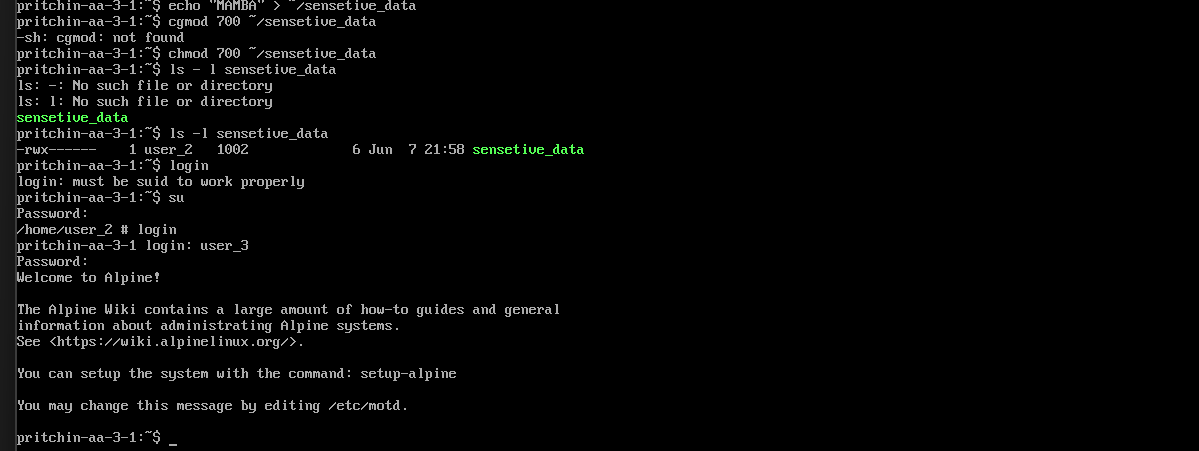 pritchin-aa-3-1:~$ echo "MAMBA" > ~/sensetive_data
pritchin-aa-3-1:~$ cgmod 700 ~/sensetive_data
-sh: cgmod: not found
pritchin-aa-3-1:~$ chmod 700 ~/sensetive_data
pritchin-aa-3-1:~$ ls - l sensetive_data
ls: -: No such file or directory
ls: l: No such file or directory
sensetive_data
pritchin-aa-3-1:~$ ls -l sensetive_data
-rwx------    1 user_2   1002             6 Jun  7 21:58 sensetive_data
pritchin-aa-3-1:~$ login
login: must be suid to work properly
pritchin-aa-3-1:~$ su
Password:
/home/user_2 # login
pritchin-aa-3-1 login: user_3
Password:
Welcome to Alpine!
The Alpine Wiki contains a large amount of how-to guides and general
information about administrating Alpine systems.
See <https://wiki.alpinelinux.org/>.
You can setup the system with the command: setup-alpine
You may change this message by editing /etc/motd.
pritchin-aa-3-1:~$ _